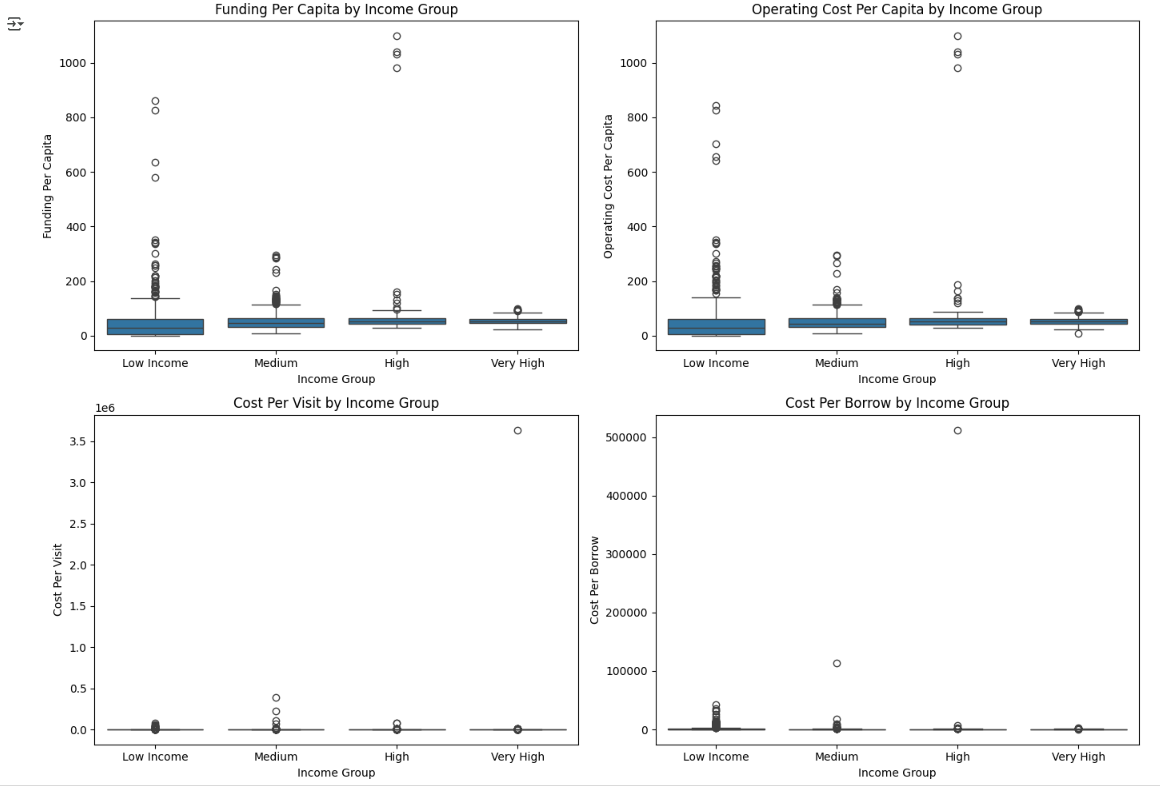 Funding Per Capita by Income Group
Funding Per Capita
1000
800
600
400
200
0
Low Income Medium High Very High
Income Group
Operating Cost Per Capita by Income Group
Operating Cost Per Capita
1000
800
600
400
200
0
Low Income Medium High Very High
Income Group
Cost Per Visit by Income Group
1e6
Cost Per Visit
3.5
3.0
2.5
2.0
1.5
1.0
0.5
0.0
Low Income Medium High Very High
Income Group
Cost Per Borrow by Income Group
Cost Per Borrow
500000
400000
300000
200000
100000
0
Low Income Medium High Very High
Income Group